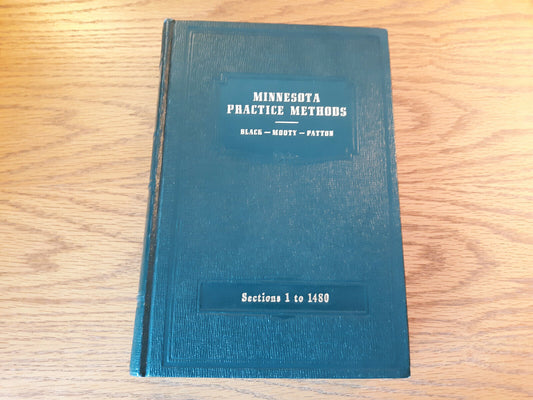 MINNESOTA
PRACTICE METHODS
BLACK — MOOTY — PATTON
Sections 1 to 1480